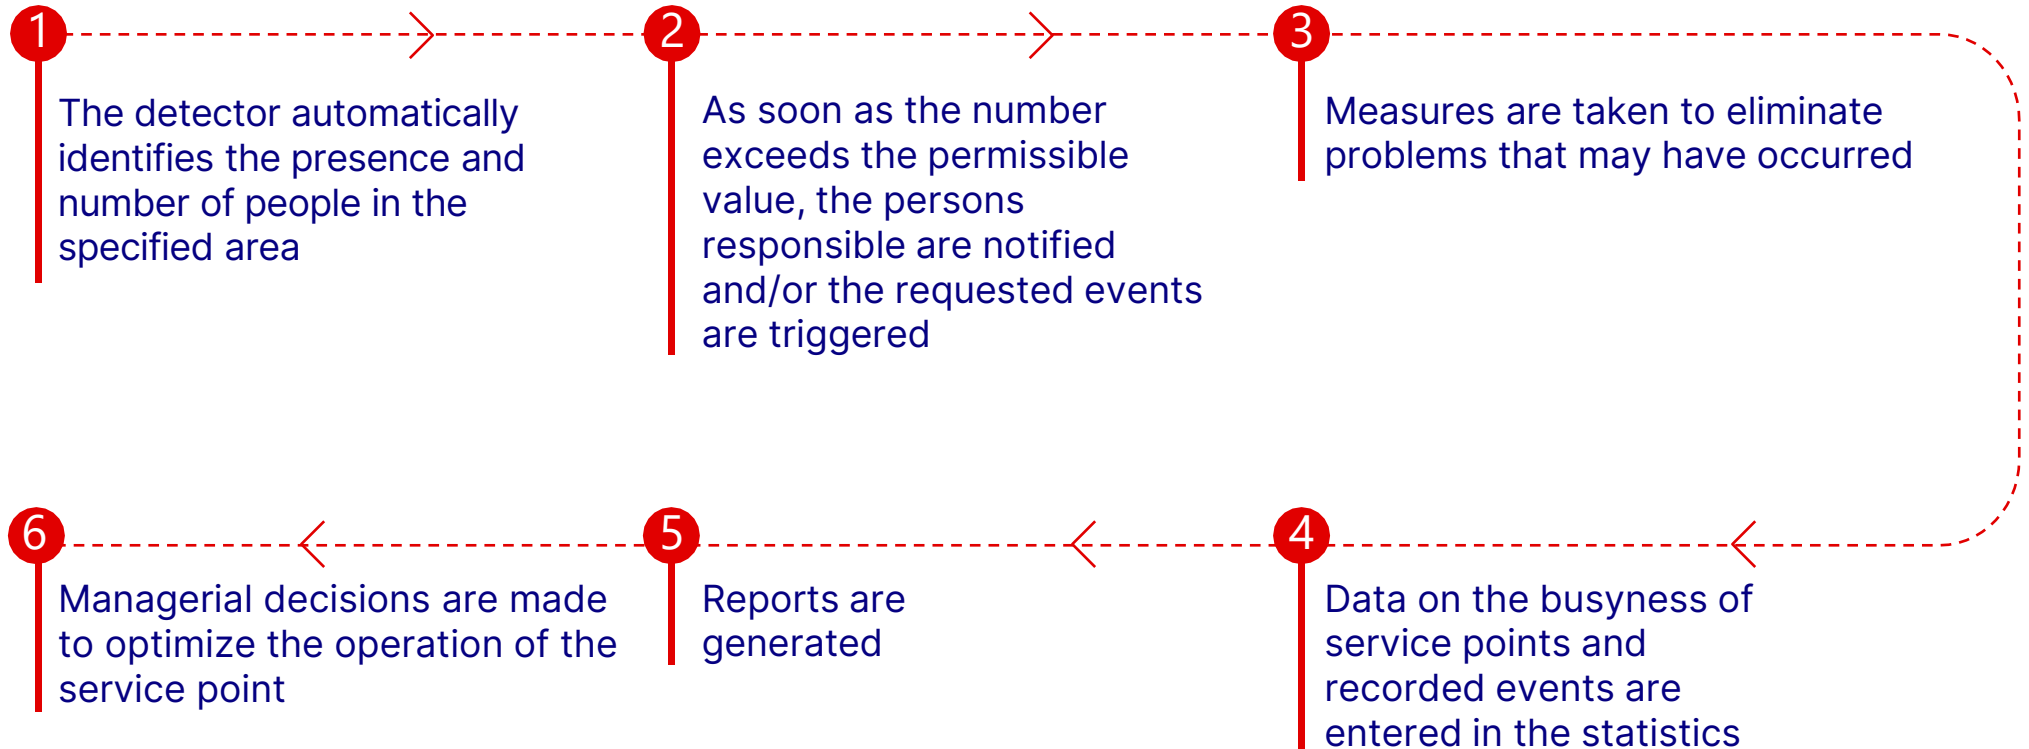 1
The detector automatically
identifies the presence and
number of people in the
specified area
2
As soon as the number
exceeds the permissible
value, the persons
responsible are notified
and/or the requested events
are triggered
3
Measures are taken to eliminate
problems that may have occurred
4
Data on the busyness of
service points and
recorded events are
entered in the statistics
5
Reports are
generated
6
Managerial decisions are made
to optimize the operation of the
service point